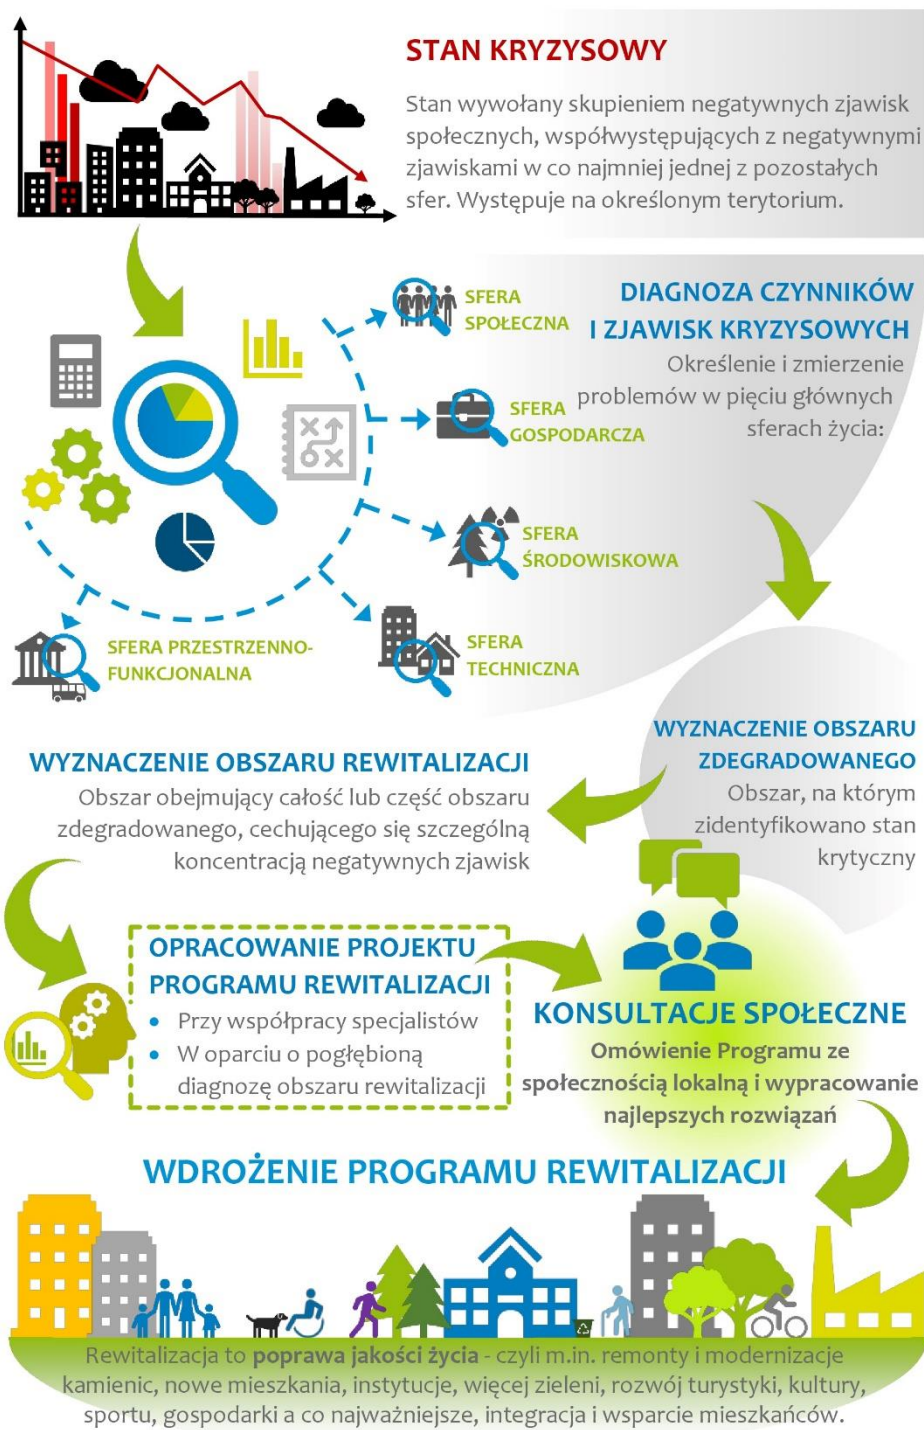 STAN KRYZYSOWY
Stan wywołany skupieniem negatywnych zjawisk
społecznych, współwystępujących z negatywnymi
zjawiskami w co najmniej jednej z pozostałych
sfer. Występuje na określonym terytorium.
DIAGNOZA CZYNNIKÓW
I ZJAWISK KRYZYSOWYCH
Określenie i zmierzenie
problemów w pięciu głównych
sferach życia:
SFERA
SPOŁECZNA
SFERA
GOSPODARCZA
SFERA
ŚRODOWISKOWA
SFERA
TECHNICZNA
SFERA PRZESTRZENNO-
FUNKCJONALNA
WYZNACZENIE OBSZARU
ZDEGRADOWANEGO
Obszar, na którym
zidentyfikowano stan
krytyczny
WYZNACZENIE OBSZARU REWITALIZACJI
Obszar obejmujący całość lub część obszaru
zdegradowanego, cechującego się szczególną
koncentracją negatywnych zjawisk
OPRACOWANIE PROJEKTU
PROGRAMU REWITALIZACJI
• Przy współpracy specjalistów
• W oparciu o pogłębioną
diagnozę obszaru rewitalizacji
KONSULTACJE SPOŁECZNE
Omówienie Programu ze
społecznością lokalną i wypracowanie
najlepszych rozwiązań
WDROŻENIE PROGRAMU REWITALIZACJI
Rewitalizacja to poprawa jakości życia - czyli m.in. remonty i modernizacje
kamienic, nowe mieszkania, instytucje, więcej zieleni, rozwój turystyki, kultury,
sportu, gospodarki a co najważniejsze, integracja i wsparcie mieszkańców.